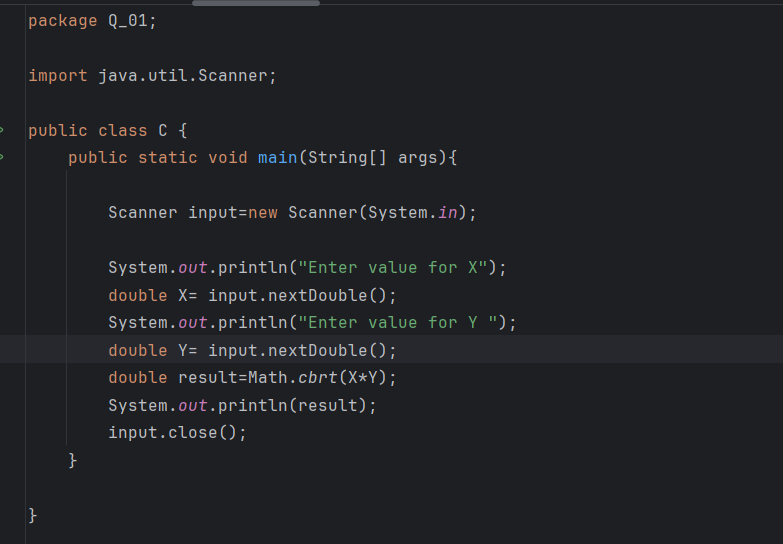 package Q_01;
import java.util.Scanner;
public class C {
public static void main(String[] args){
Scanner input=new Scanner(System.in);
System.out.println("Enter value for X");
double X= input.nextDouble();
System.out.println("Enter value for Y ");
double Y= input.nextDouble();
double result=Math.cbrt(X*Y);
System.out.println(result);
input.close();
}
}